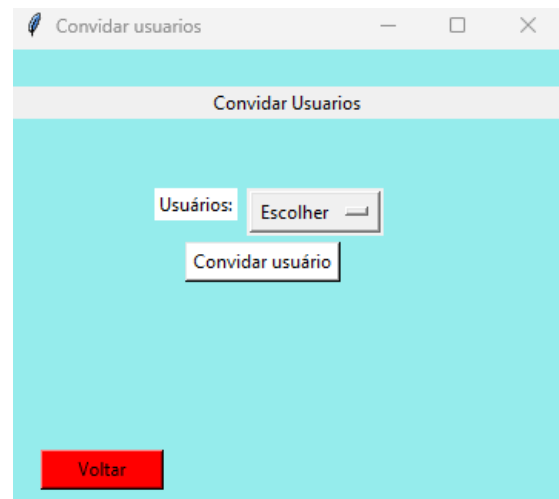 Convidar usuarios
Convidar Usuarios
Usuários: Escolher
Convidar usuário
Voltar